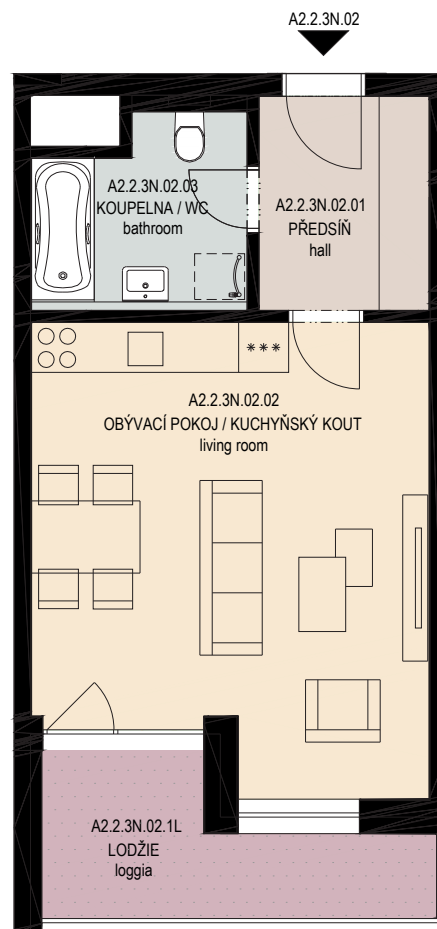 A2.2.3N.02
A2.2.3N.02.03
KOUPELNA / WC
bathroom
A2.2.3N.02.01
PŘEDSÍŇ
hall
***
A2.2.3N.02.02
OBÝVACÍ POKOJ / KUCHYŇSKÝ KOUT
living room
A2.2.3N.02.1L
LODŽIE
loggia